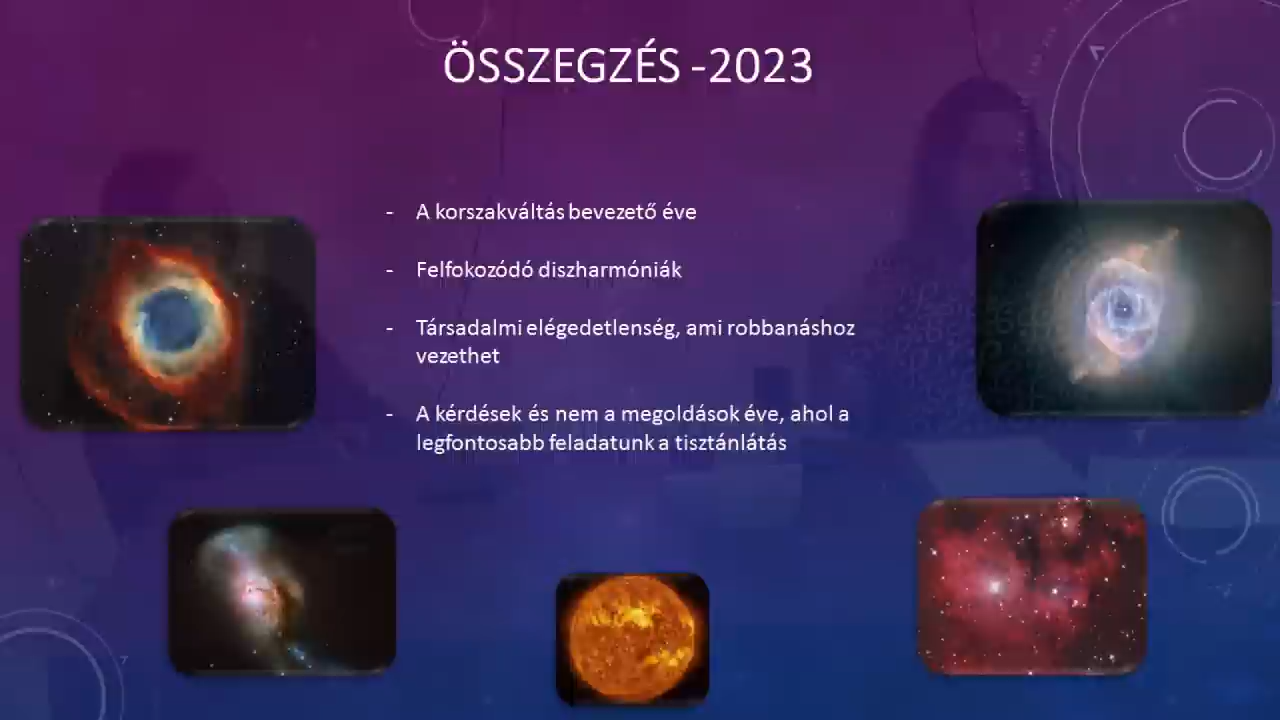 ÖSSZEGZÉS -2023
- A korszakváltás bevezető éve
- Felfokozódó diszharmóniák
- Társadalmi elégedetlenség, ami robbanáshoz
vezethet
- A kérdések és nem a megoldások éve, ahol a
legfontosabb feladatunk a tisztánlátás